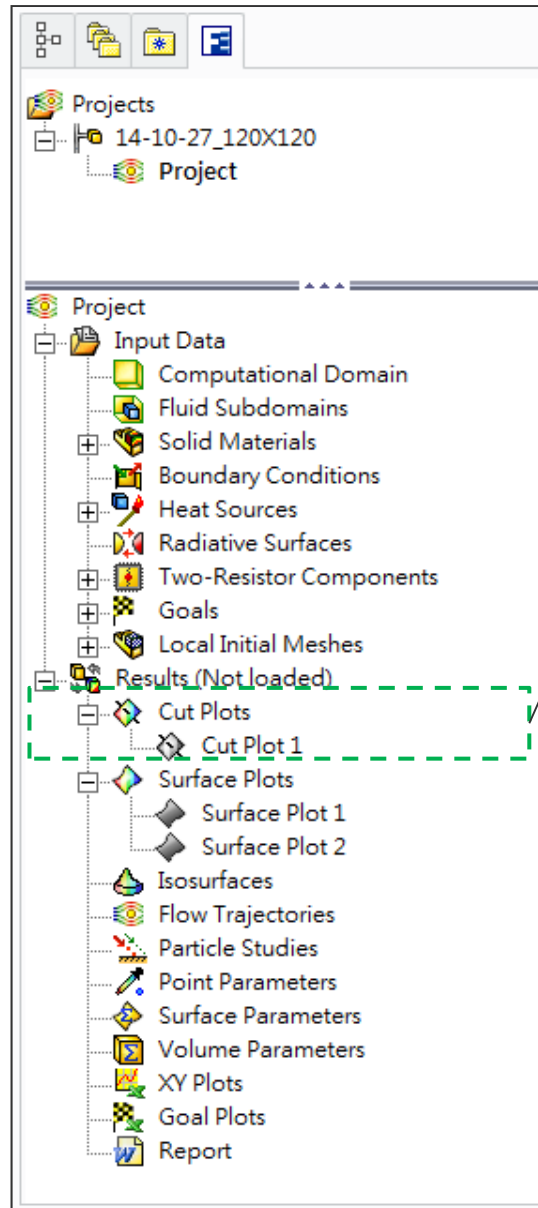 Projects
14-10-27_120X120
Project
Project
Input Data
Computational Domain
Fluid Subdomains
Solid Materials
Boundary Conditions
Heat Sources
Radiative Surfaces
Two-Resistor Components
Goals
Local Initial Meshes
Results (Not loaded)
Cut Plots
Cut Plot 1
Surface Plots
Surface Plot 1
Surface Plot 2
Isosurfaces
Flow Trajectories
Particle Studies
Point Parameters
Surface Parameters
Volume Parameters
XY Plots
Goal Plots
Report